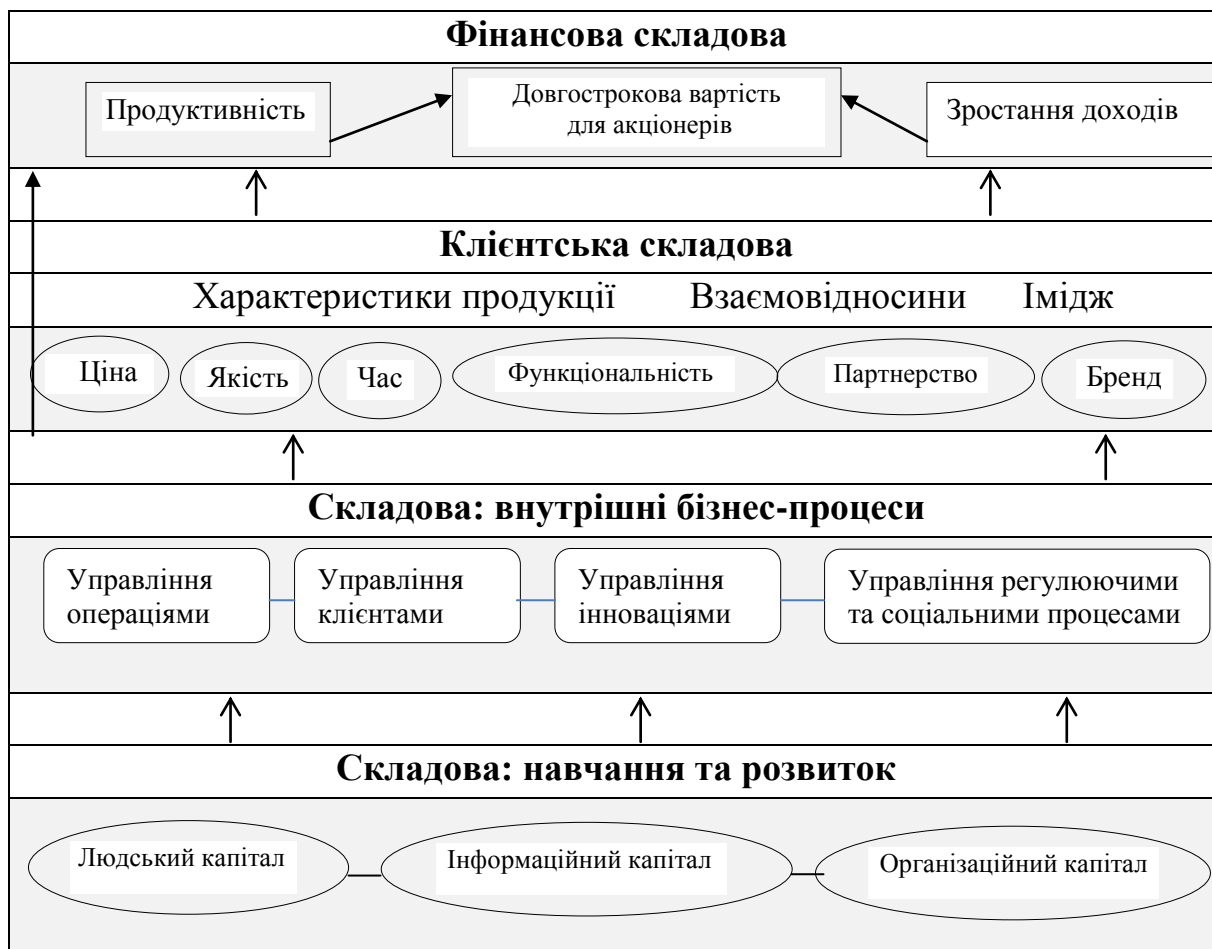 Фінансова складова
Продуктивність
Довгострокова вартість
для акціонерів
Зростання доходів
Клієнтська складова
Характеристики продукції Взаємовідносини Імідж
Ціна
Якість
Час
Функціональність
Партнерство
Бренд
Складова: внутрішні бізнес-процеси
Управління
операціями
Управління
клієнтами
Управління
інноваціями
Управління регулюючими
та соціальними процесами
Складова: навчання та розвиток
Людський капітал
Інформаційний капітал
Організаційний капітал